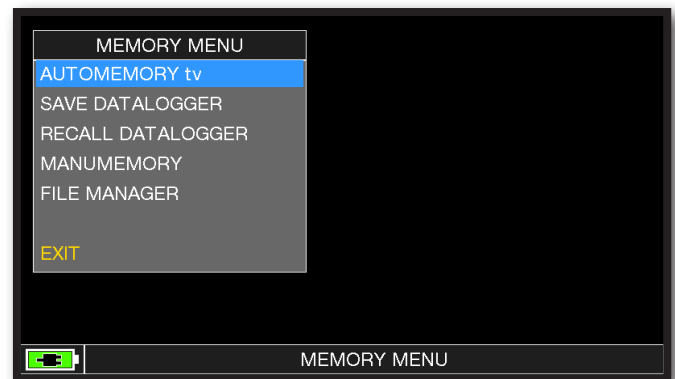 MEMORY MENU
AUTOMEMORY tv
SAVE DATALOGGER
RECALL DATALOGGER
MANUMEMORY
FILE MANAGER
EXIT
MEMORY MENU